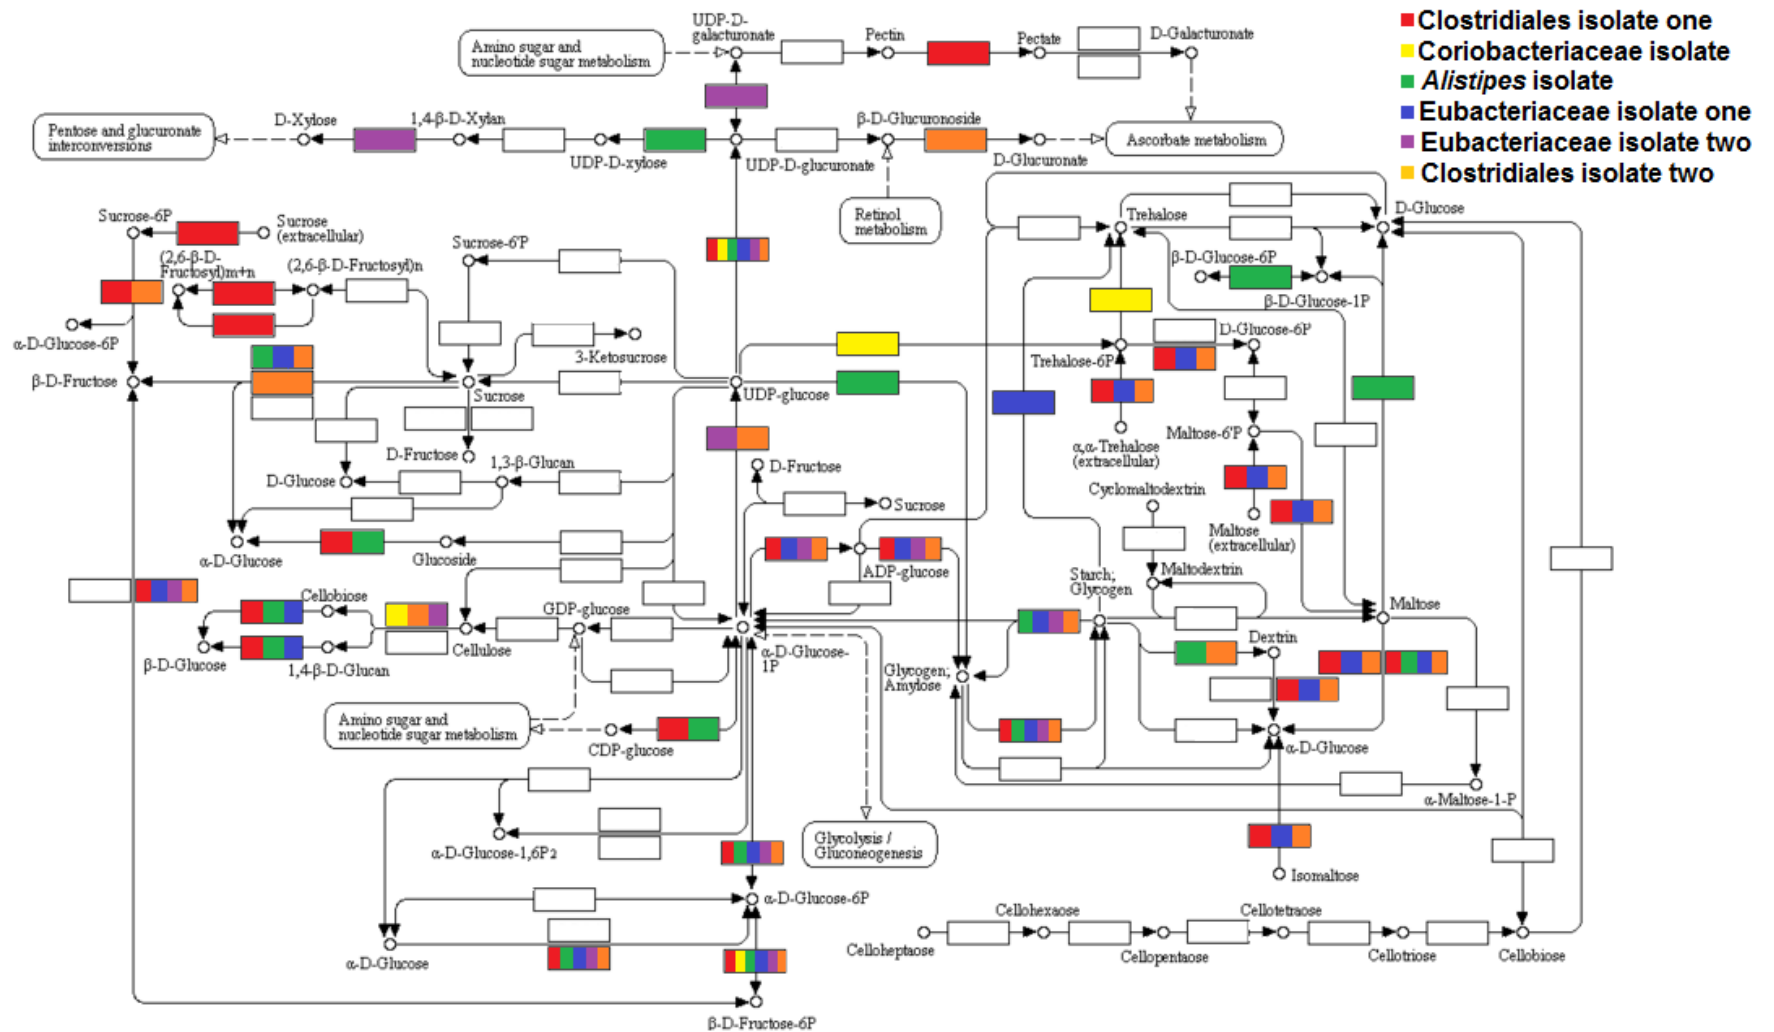 UDP-D-
galacturonate
Amino sugar and
nucleotide sugar metabolism
Pectin
Pectate
D-Galacturonate
Clostridiales isolate one
Coriobacteriaceae isolate
Alistipes isolate
Eubacteriaceae isolate one
Eubacteriaceae isolate two
Clostridiales isolate two
Pentose and glucuronate
interconversions
D-Xylose
1,4-β-D-Xylan
UDP-D-xylose
UDP-D-glucuronate
β-D-Glucuronoside
D-Glucuronate
Ascorbate metabolism
Retinol
metabolism
Sucrose-6P
Sucrose
(extracellular)
(2,6-β-D-
Fructosyl)m+n
(2,6-β-D-Fructosyl)n
Sucrose-6'P
Trehalose
D-Glucose
β-D-Glucose-6P
β-D-Glucose-1P
α-D-Glucose-6P
3-Ketosucrose
Trehalose-6P
D-Glucose-6P
β-D-Fructose
Sucrose
UDP-glucose
D-Fructose
α,α-Trehalose
(extracellular)
Maltose-6'P
D-Glucose
1,3-β-Glucan
D-Fructose
Sucrose
Cyclomaltodextrin
Maltose
(extracellular)
α-D-Glucose
Glucoside
ADP-glucose
Starch;
Glycogen
Maltodextrin
Cellobiose
GDP-glucose
Maltose
β-D-Glucose
1,4-β-D-Glucan
Cellulose
α-D-Glucose-
1P
Glycogen;
Amylose
Dextrin
Amino sugar and
nucleotide sugar metabolism
CDP-glucose
α-D-Glucose
α-Maltose-1-P
α-D-Glucose-1,6P2
Glycolysis /
Gluconeogenesis
Isomaltose
α-D-Glucose-6P
α-D-Glucose
Celloheptaose
Cellohexaose
Cellopentaose
Cellotetraose
Cellotriose
Cellobiose
β-D-Fructose-6P